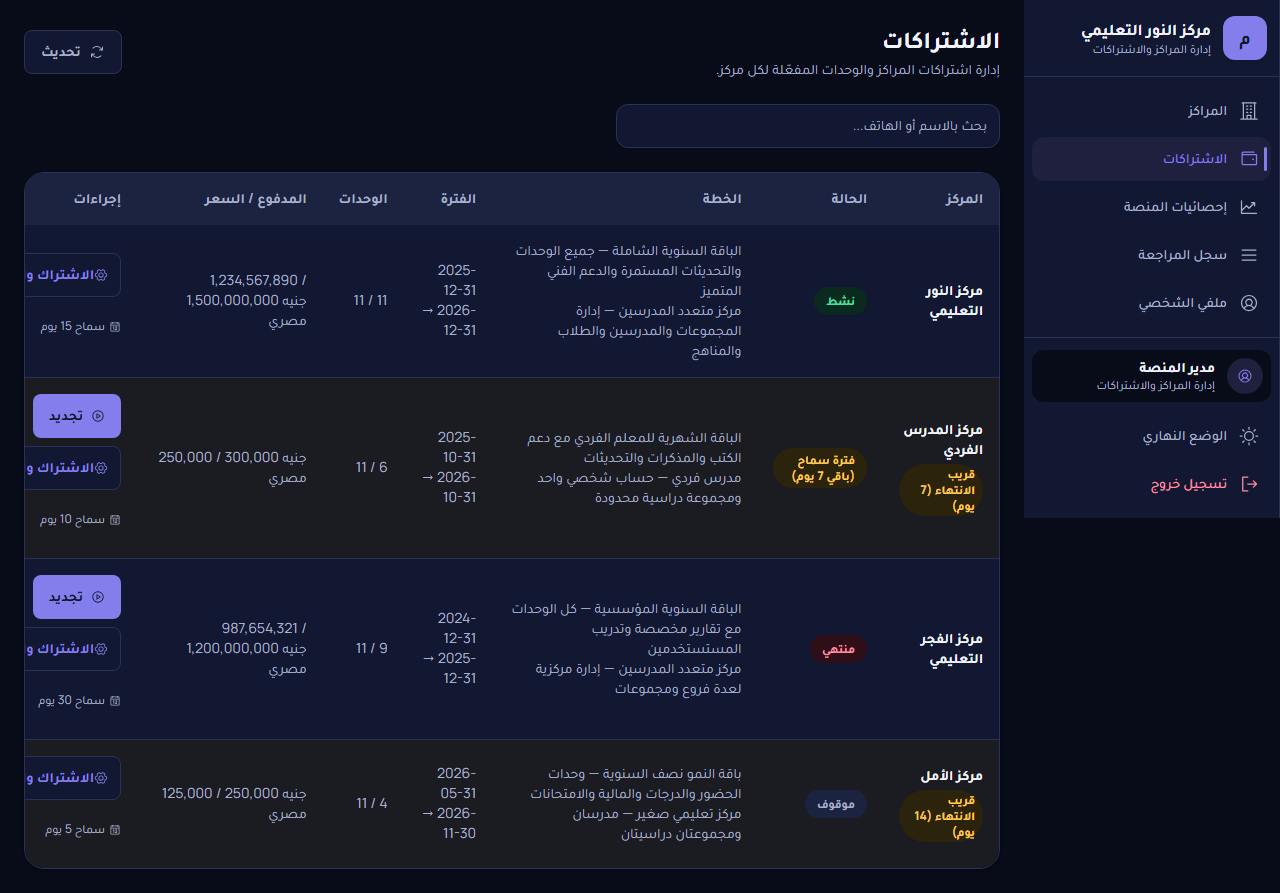 م
مركز النور التعليمي
إدارة المراكز والاشتراكات
المراكز
الاشتراكات
إحصائيات المنصة
سجل المراجعة
ملفي الشخصي
مدير المنصة
إدارة المراكز والاشتراكات
الوضع النهاري
تسجيل خروج
الاشتراكات
إدارة اشتراكات المراكز والوحدات المفعّلة لكل مركز.
تحديث
بحث بالاسم أو الهاتف...
المركز الحالة الخطة الفترة الوحدات المدفوع / السعر إجراءات
مركز النور
التعليمي
نشط
الباقة السنوية الشاملة — جميع الوحدات
والتحديثات المستمرة والدعم الفني
المتميز
مركز متعدد المدرسين — إدارة
المجموعات والمدرسين والطلاب
والمناهج
2025-
12-31
→ 2026-
12-31
11 / 11
1,234,567,890 /
1,500,000,000 جنيه
مصري
الاشتراك و
سماح 15 يوم
مركز المدرس
الفردي
قريب
الانتهاء (7
يوم)
فترة سماح
(باقي 7 يوم)
الباقة الشهرية للمعلم الفردي مع دعم
الكتب والمذكرات والتحديثات
مدرس فردي — حساب شخصي واحد
ومجموعة دراسية محدودة
2025-
10-31
→ 2026-
10-31
11 / 6
250,000 / 300,000 جنيه
مصري
تجديد
الاشتراك و
سماح 10 يوم
مركز الفجر
التعليمي
منتهي
الباقة السنوية المؤسسية — كل الوحدات
مع تقارير مخصصة وتدريب
المستستخدمين
مركز متعدد المدرسين — إدارة مركزية
لعدة فروع ومجموعات
2024-
12-31
→ 2025-
12-31
11 / 9
987,654,321 /
1,200,000,000 جنيه
مصري
تجديد
الاشتراك و
سماح 30 يوم
مركز الأمل
قريب
الانتهاء (14
يوم)
موقوف
باقة النمو نصف السنوية — وحدات
الحضور والدرجات والمالية والامتحانات
مركز تعليمي صغير — مدرسان
ومجموعتان دراسيتان
2026-
05-31
→ 2026-
11-30
11 / 4
125,000 / 250,000 جنيه
مصري
الاشتراك و
سماح 5 يوم